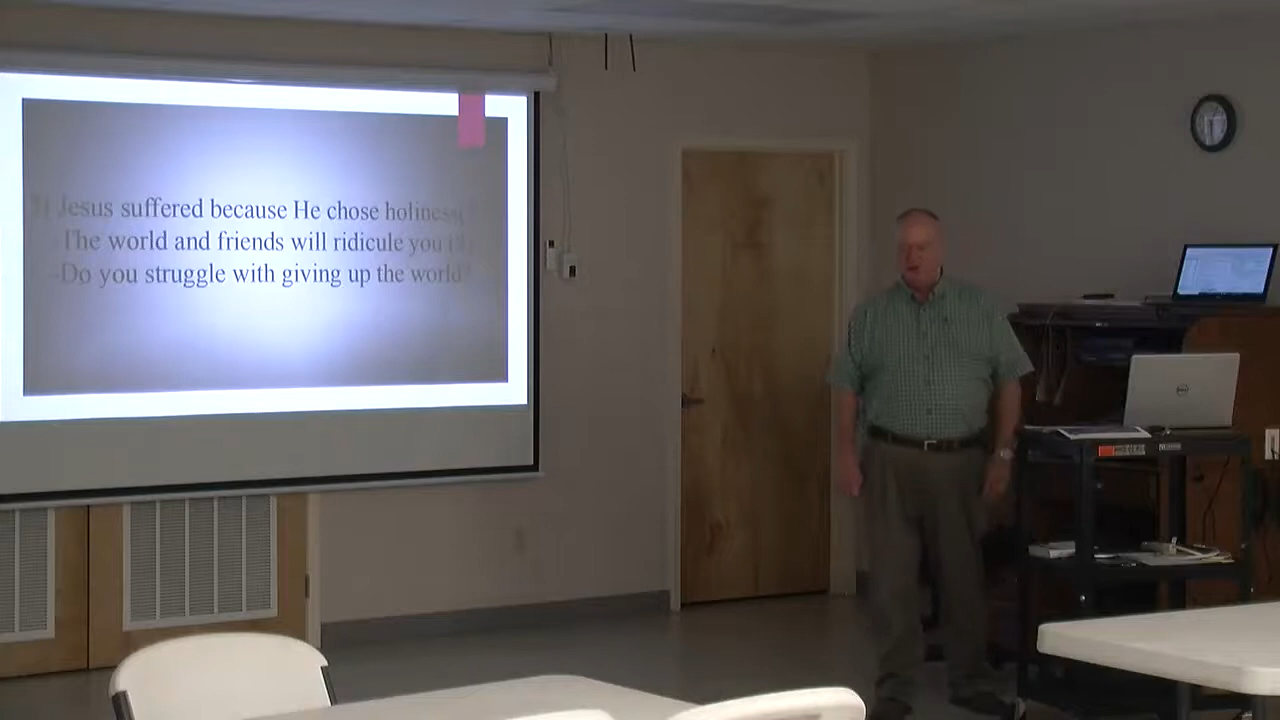 Jesus suffered because He chose holiness
-The world and friends will ridicule you
-Do you struggle with giving up the world?
DELL